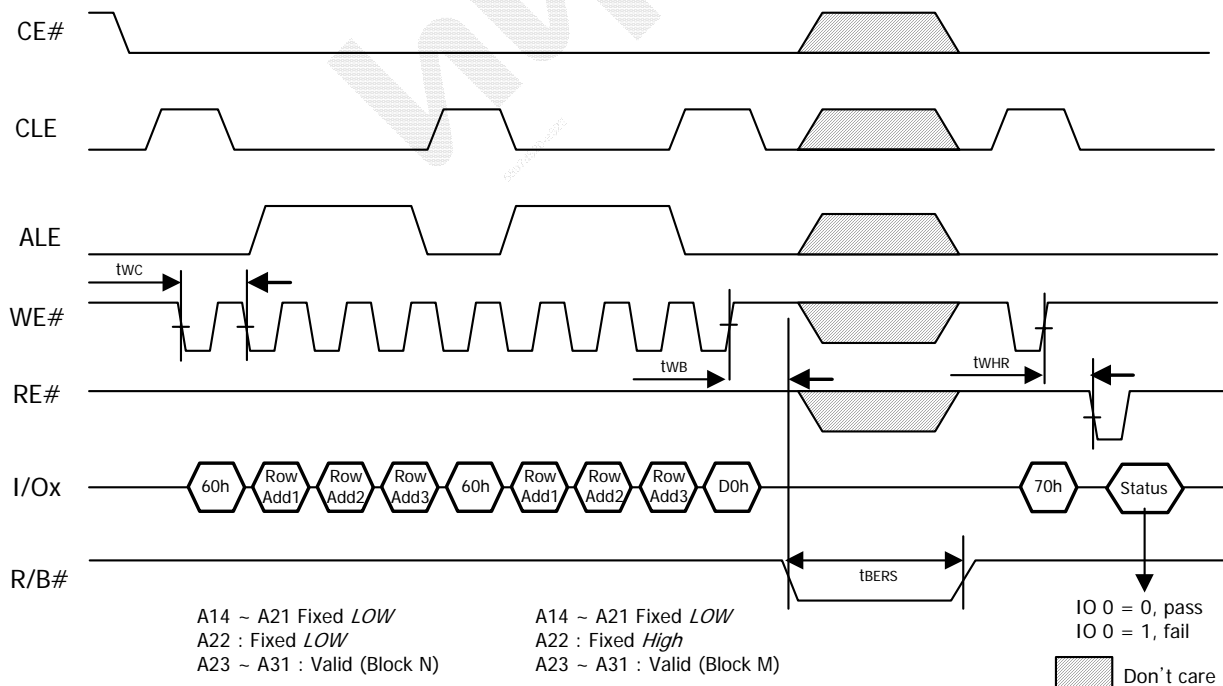 CE#
CLE
ALE
tWC
WE#
tWB
tWHR
RE#
I/Ox
60h
Row Add1
Row Add2
Row Add3
60h
Row Add1
Row Add2
Row Add3
D0h
70h
Status
R/B#
tBERS
A14 ~ A21 Fixed LOW
A22 : Fixed LOW
A23 ~ A31 : Valid (Block N)
A14 ~ A21 Fixed LOW
A22 : Fixed High
A23 ~ A31 : Valid (Block M)
IO 0 = 0, pass
IO 0 = 1, fail
Don't care